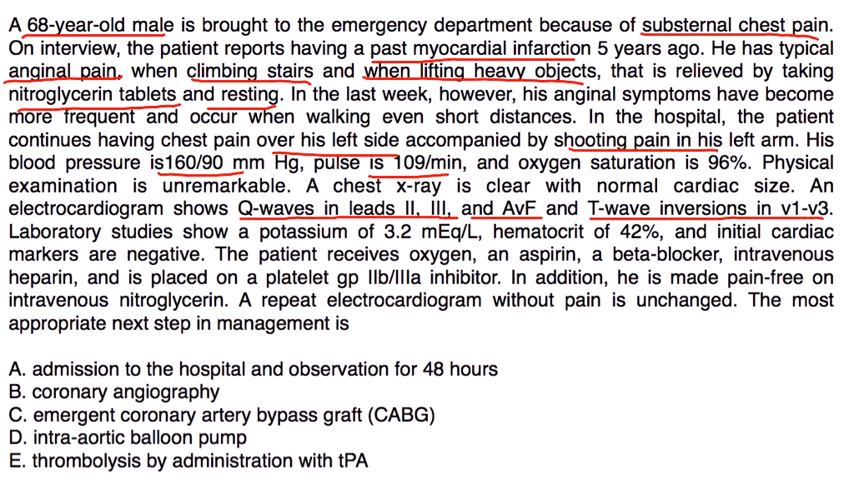 A 68-year-old male is brought to the emergency department because of substernal chest pain.
On interview, the patient reports having a past myocardial infarction 5 years ago. He has typical
anginal pain, when climbing stairs and when lifting heavy objects, that is relieved by taking
nitroglycerin tablets and resting. In the last week, however, his anginal symptoms have become
more frequent and occur when walking even short distances. In the hospital, the patient
continues having chest pain over his left side accompanied by shooting pain in his left arm. His
blood pressure is160/90 mm Hg, pulse is 109/min, and oxygen saturation is 96%. Physical
examination is unremarkable. A chest x-ray is clear with normal cardiac size. An
electrocardiogram shows Q-waves in leads II, III, and AvF and T-wave inversions in v1-v3.
Laboratory studies show a potassium of 3.2 mEq/L, hematocrit of 42%, and initial cardiac
markers are negative. The patient receives oxygen, an aspirin, a beta-blocker, intravenous
heparin, and is placed on a platelet gp IIb/IIIa inhibitor. In addition, he is made pain-free on
intravenous nitroglycerin. A repeat electrocardiogram without pain is unchanged. The most
appropriate next step in management is
A. admission to the hospital and observation for 48 hours
B. coronary angiography
C. emergent coronary artery bypass graft (CABG)
D. intra-aortic balloon pump
E. thrombolysis by administration with tPA